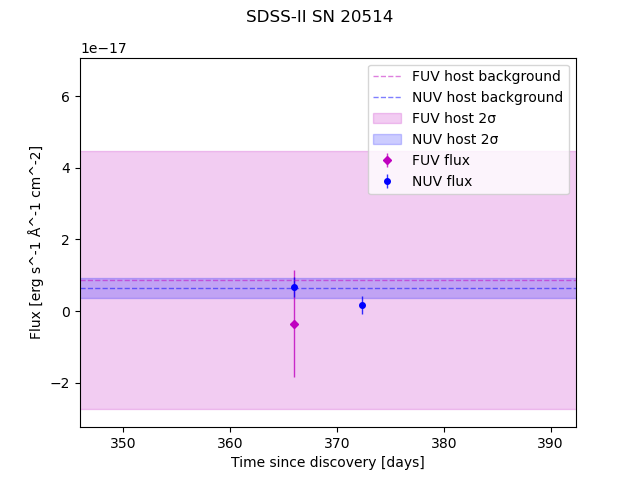 SDSS-II SN 20514
1e−17
FUV host background
NUV host background
FUV host 2σ
NUV host 2σ
FUV flux
NUV flux
6
4
2
0
−2
Flux [erg s^-1 Å^-1 cm^-2]
350 360 370 380 390
Time since discovery [days]